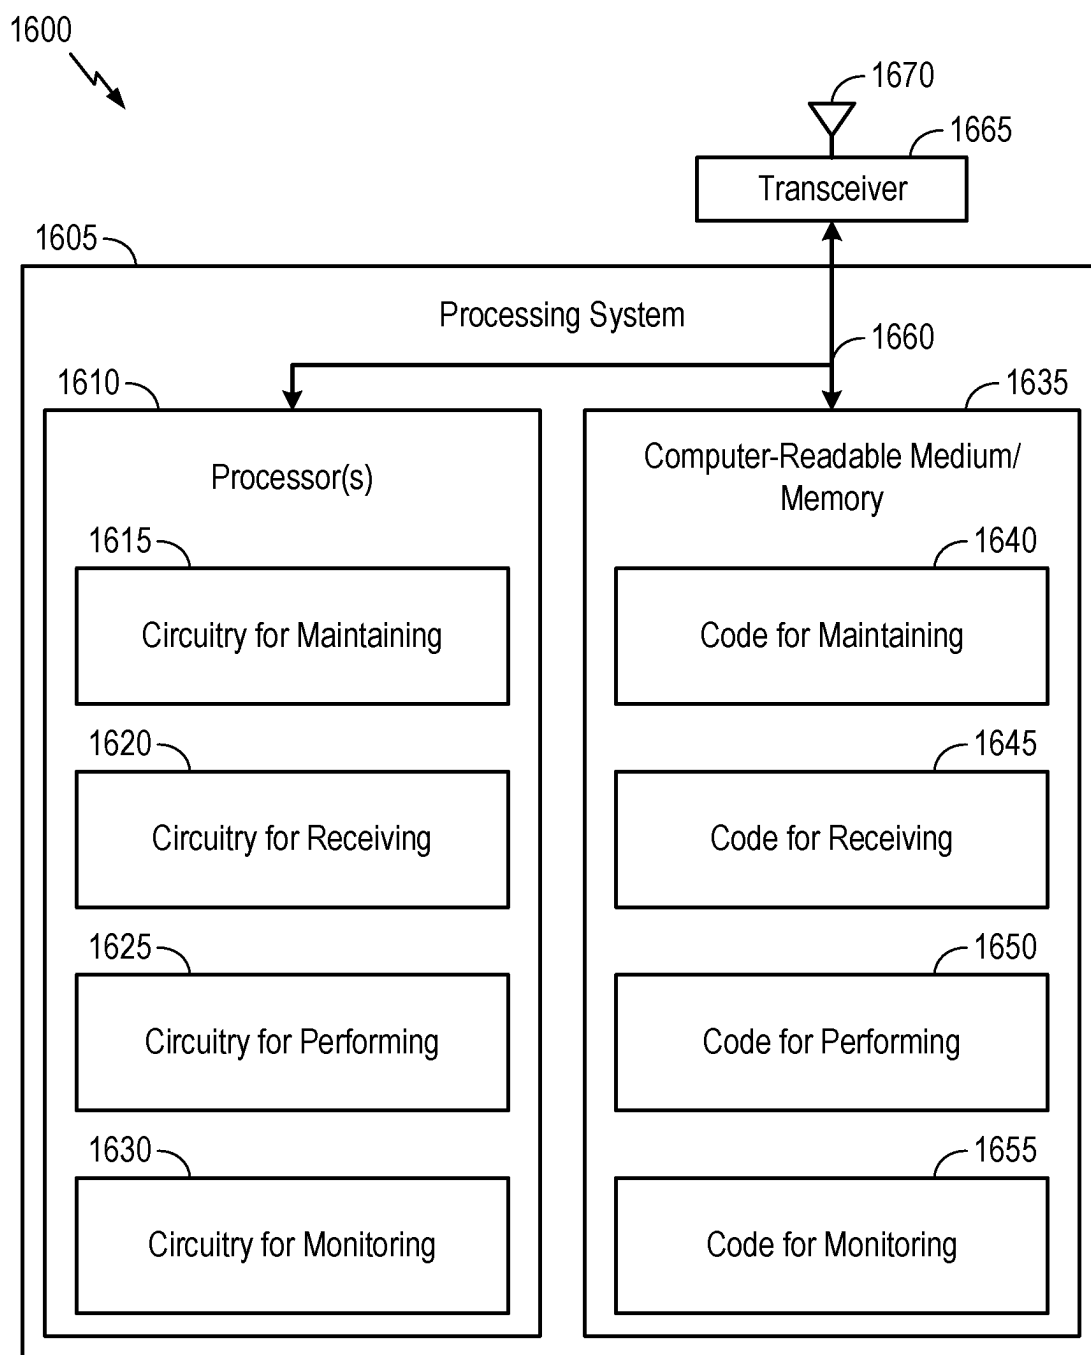 1600
1670
1665
Transceiver
1605
Processing System
1660
1610
1635
Processor(s)
Computer-Readable Medium/
Memory
1615
1640
Circuitry for Maintaining
Code for Maintaining
1620
1645
Circuitry for Receiving
Code for Receiving
1625
1650
Circuitry for Performing
Code for Performing
1630
1655
Circuitry for Monitoring
Code for Monitoring